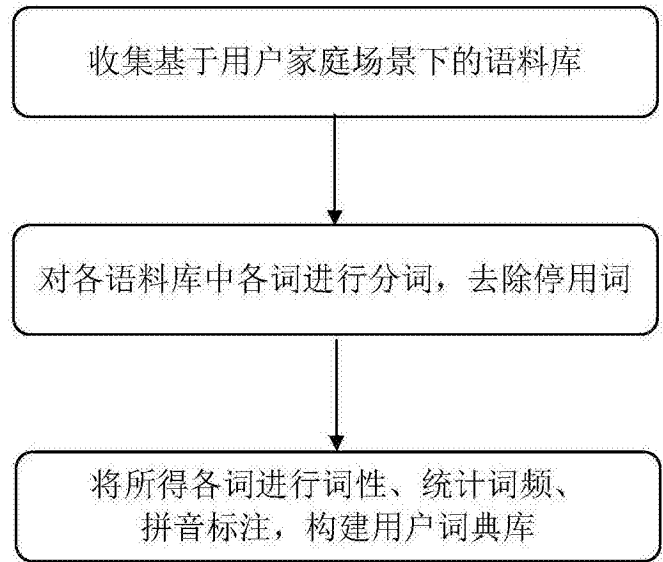 收集基于用户家庭场景下的语料库
对各语料库中各词进行分词，去除停用词
将所得各词进行词性、统计词频、
拼音标注，构建用户词典库